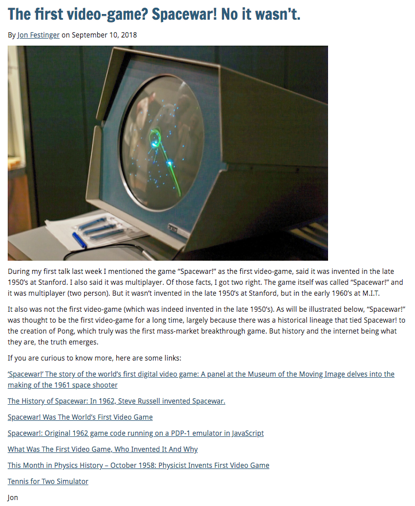 The first video-game? Spacewar! No it wasn't.
By Jon Festinger on September 10, 2018
During my first talk last week I mentioned the game "Spacewar!" as the first video-game, said it was invented in the late
1950's at Stanford. I also said it was multiplayer. Of those facts, I got two right. The game itself was called "Spacewar!" and
it was multiplayer (two person). But it wasn't invented in the late 1950's at Stanford, but in the early 1960's at M.I.T.
It also was not the first video-game (which was indeed invented in the late 1950's). As will be illustrated below, "Spacewar!"
was thought to be the first video-game for a long time, largely because there was a historical lineage that tied Spacewar! to
the creation of Pong, which truly was the first mass-market breakthrough game. But history and the internet being what
they are, the truth emerges.
If you are curious to know more, here are some links:
'Spacewar!' The story of the world's first digital video game: A panel at the Museum of the Moving Image delves into the
making of the 1961 space shooter
The History of Spacewar: In 1962, Steve Russell invented Spacewar.
Spacewar! Was The World's First Video Game
Spacewar!: Original 1962 game code running on a PDP-1 emulator in JavaScript
What Was The First Video Game, Who Invented It And Why
This Month in Physics History – October 1958: Physicist Invents First Video Game
Tennis for Two Simulator
Jon